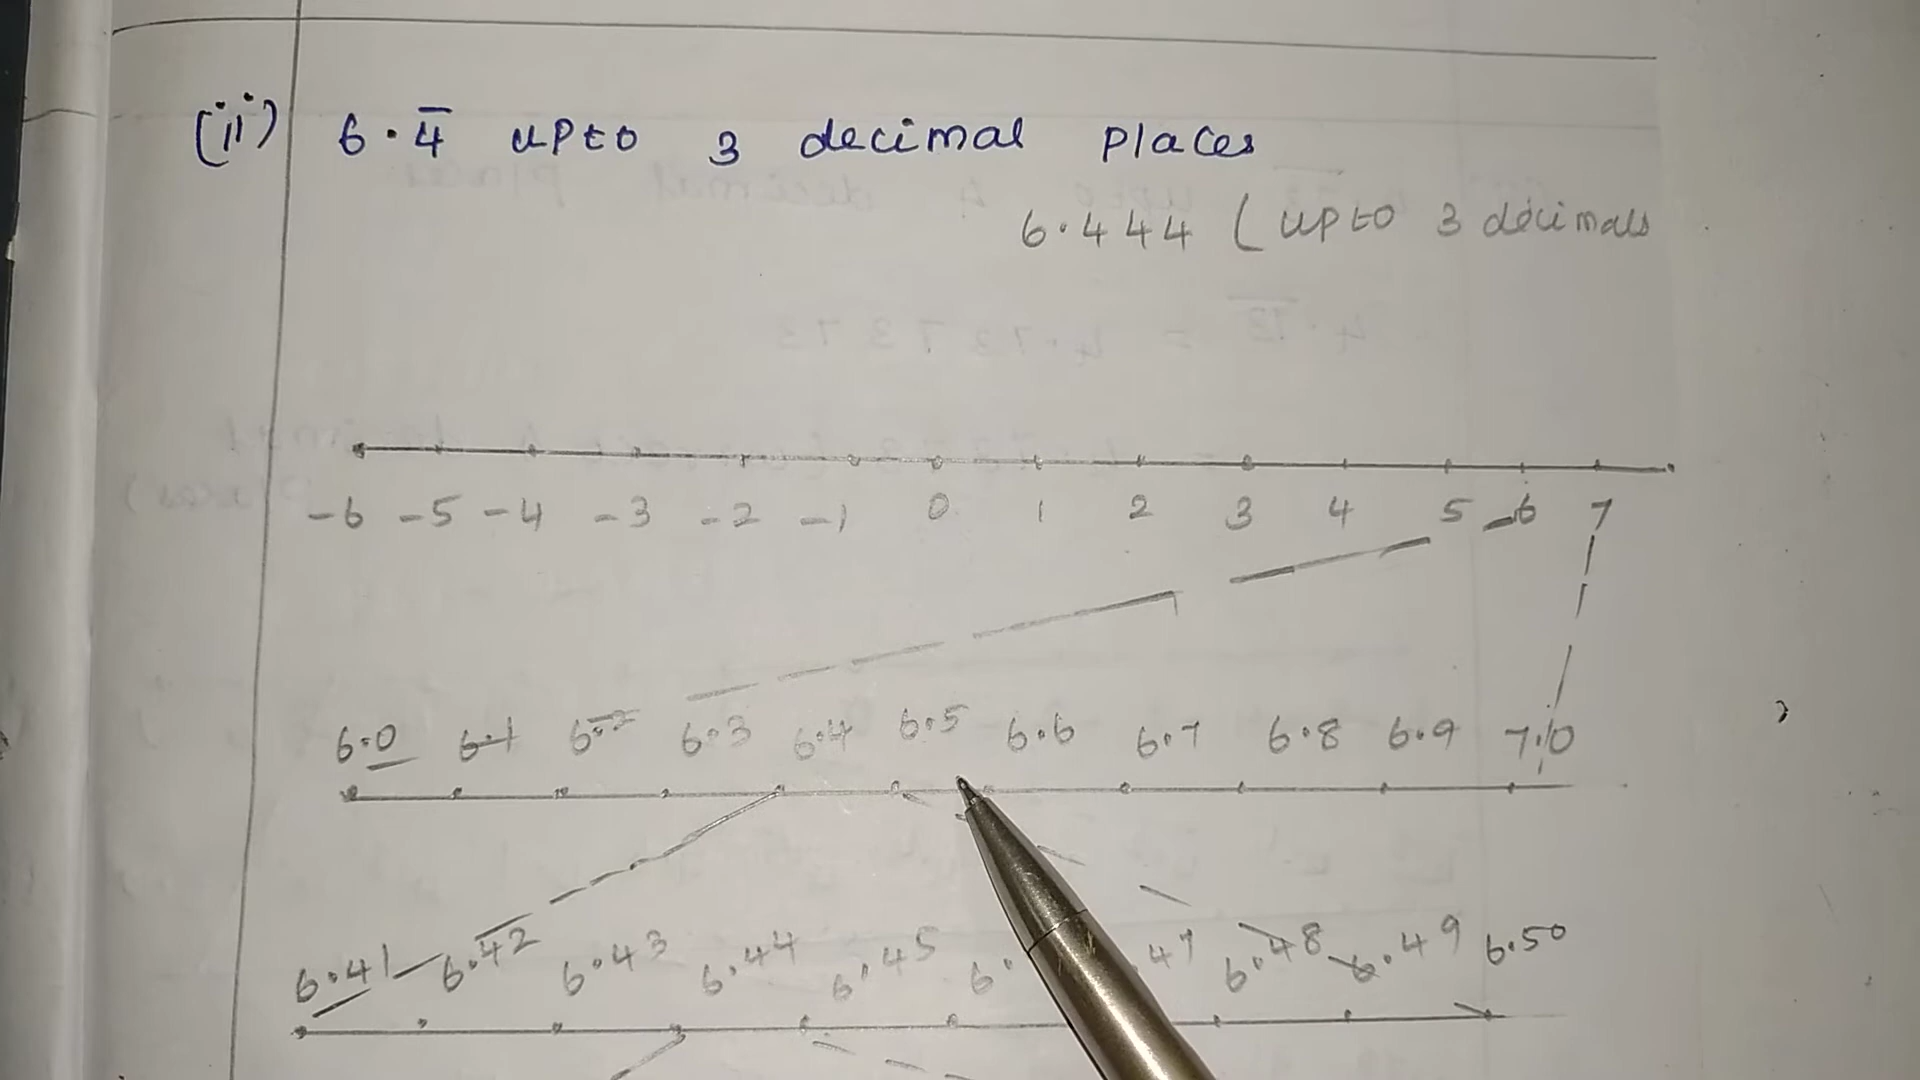 (ii) 6.4̅ upto 3 decimal places
6.444 (upto 3 decimals
-6 -5 -4 -3 -2 -1 0 1 2 3 4 5 6 7
6.0 6.1 6.2 6.3 6.4 6.5 6.6 6.7 6.8 6.9 7.0
6.41 6.42 6.43 6.44 6.45 6. .47 6.48 6.49 6.50